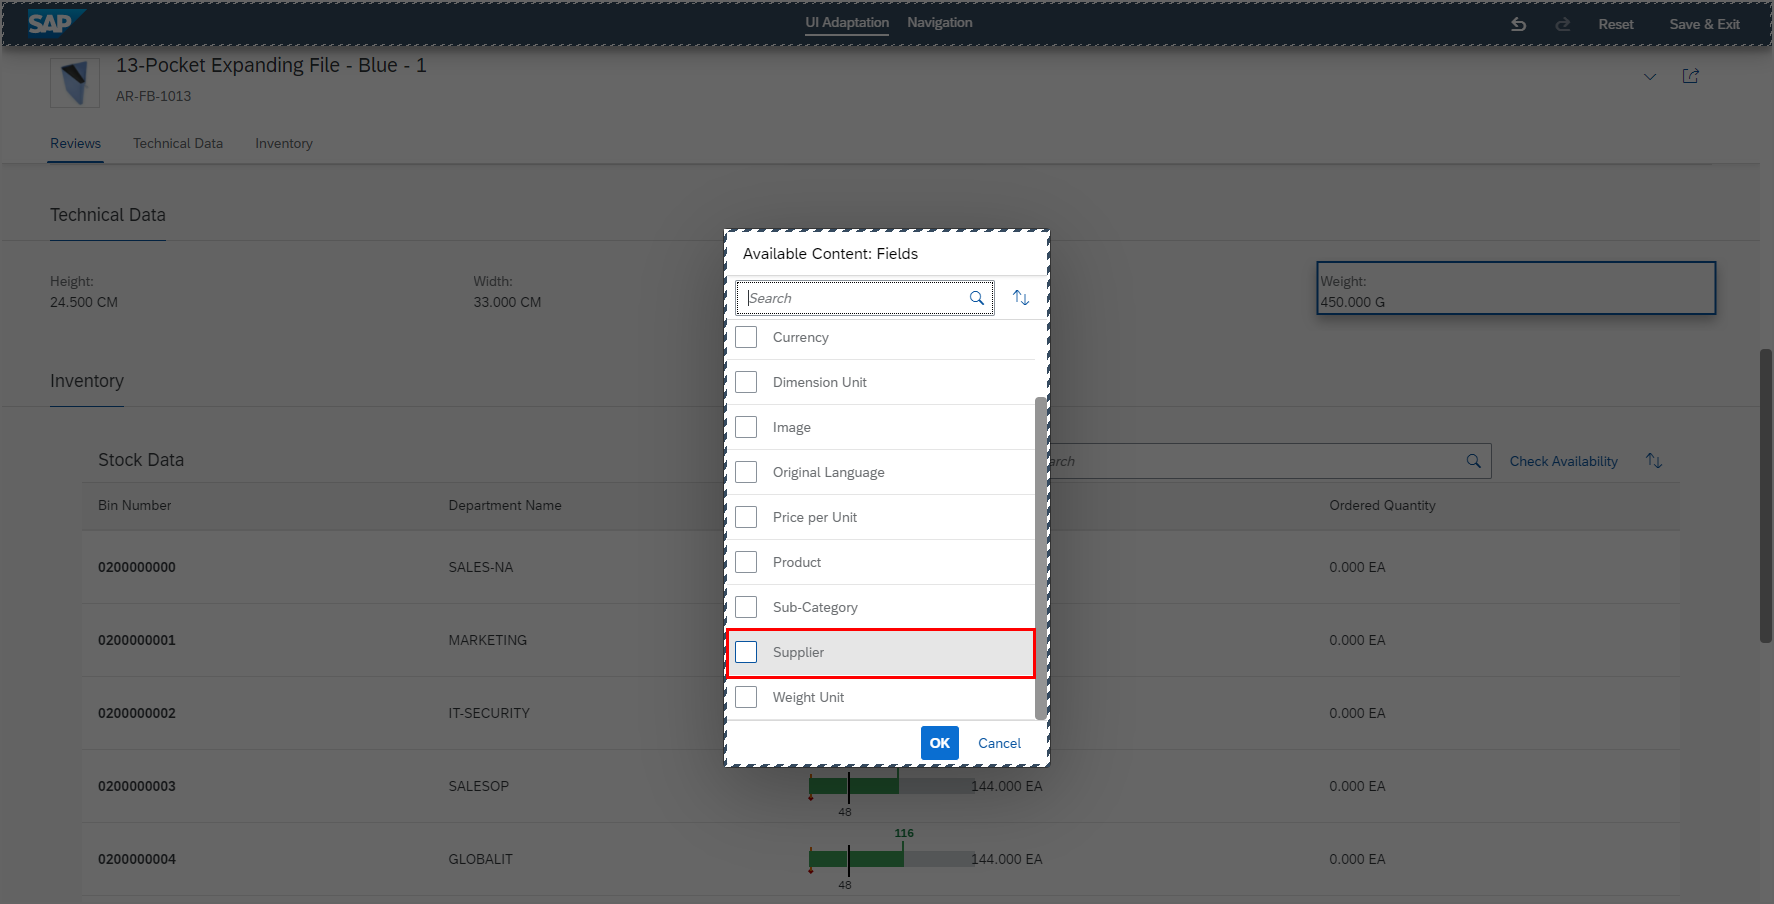 SAP
UI Adaptation Navigation Reset Save & Exit
13-Pocket Expanding File - Blue - 1
AR-FB-1013
Reviews Technical Data Inventory
Technical Data
Height: Width: Weight:
24.500 CM 33.000 CM 450.000 G
Inventory
Stock Data arch Check Availability
Bin Number Department Name Ordered Quantity
0200000000 SALES-NA 0.000 EA
0200000001 MARKETING 0.000 EA
0200000002 IT-SECURITY 0.000 EA
0200000003 SALESOP 144.000 EA 0.000 EA
48
116
0200000004 GLOBALIT 144.000 EA 0.000 EA
48
Available Content: Fields
Search
Currency
Dimension Unit
Image
Original Language
Price per Unit
Product
Sub-Category
Supplier
Weight Unit
OK Cancel